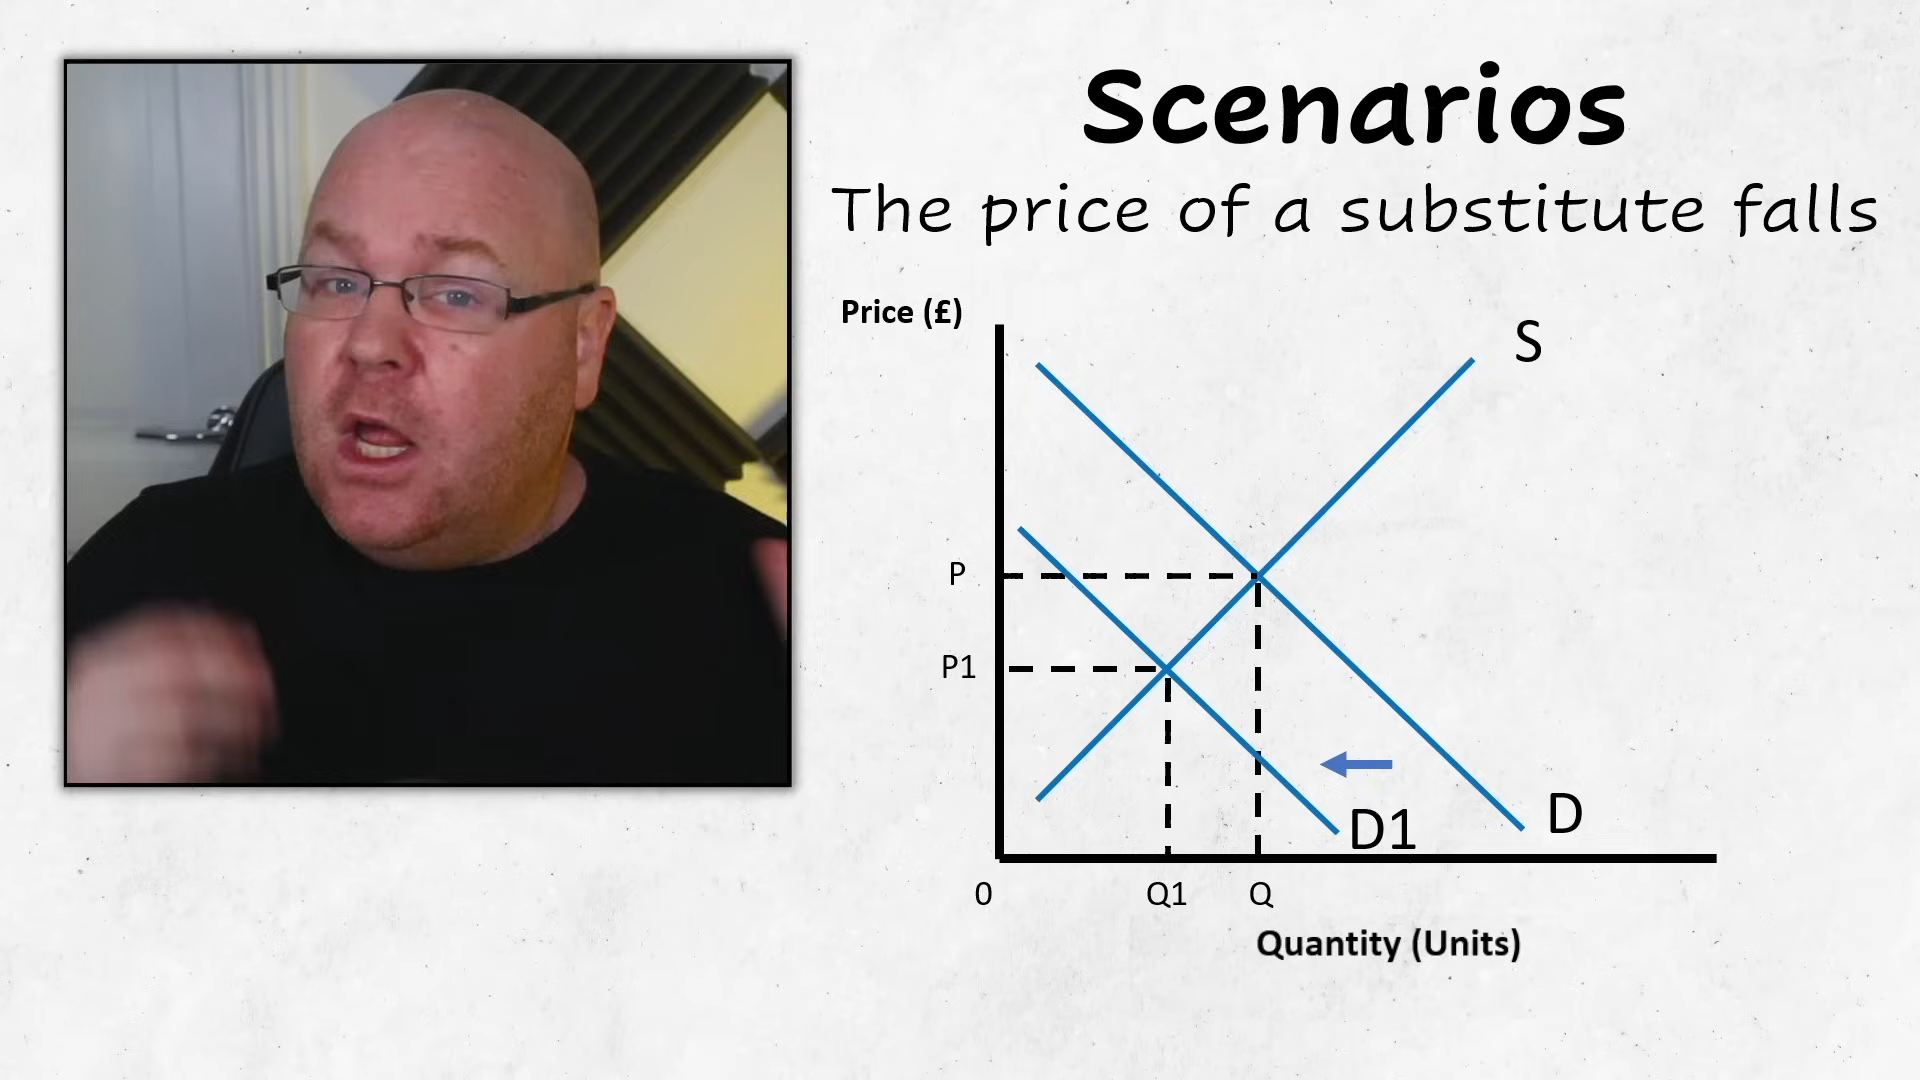 Scenarios
The price of a substitute falls
Price (£)
S
P
P1
D1
D
0
Q1
Q
Quantity (Units)